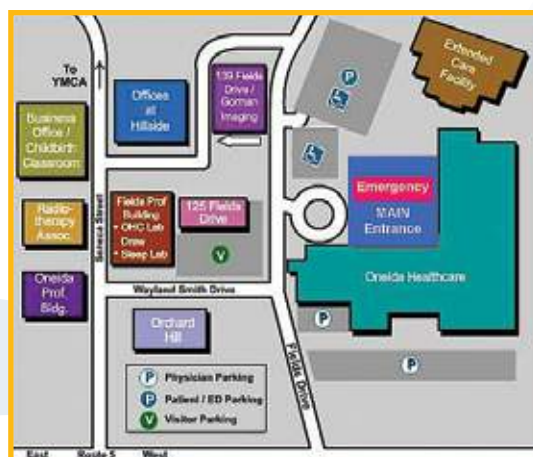 To
YMCA
Business
Office /
Childbirth
Classroom
Offices
at
Hillside
139 Fields
Drive /
Gorman
Imaging
P
Extended
Care
Facility
Radio-
therapy
Assoc.
Seneca Street
Fields Prof
Building
• OHC Lab
Draw
• Sleep Lab
125 Fields
Drive
V
Emergency
MAIN
Entrance
Oneida Healthcare
Oneida
Prof.
Bldg.
Wayland Smith Drive
Orchard
Hill
Fields Drive
P
P
P Physician Parking
P Patient / ED Parking
V Visitor Parking
East Route 5 West